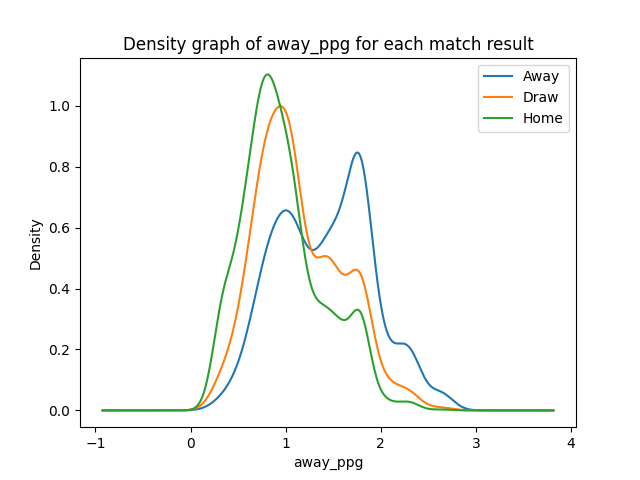 Density graph of away_ppg for each match result
Away
Draw
Home
1.0
0.8
0.6
0.4
0.2
0.0
Density
−1
0
1
2
3
4
away_ppg